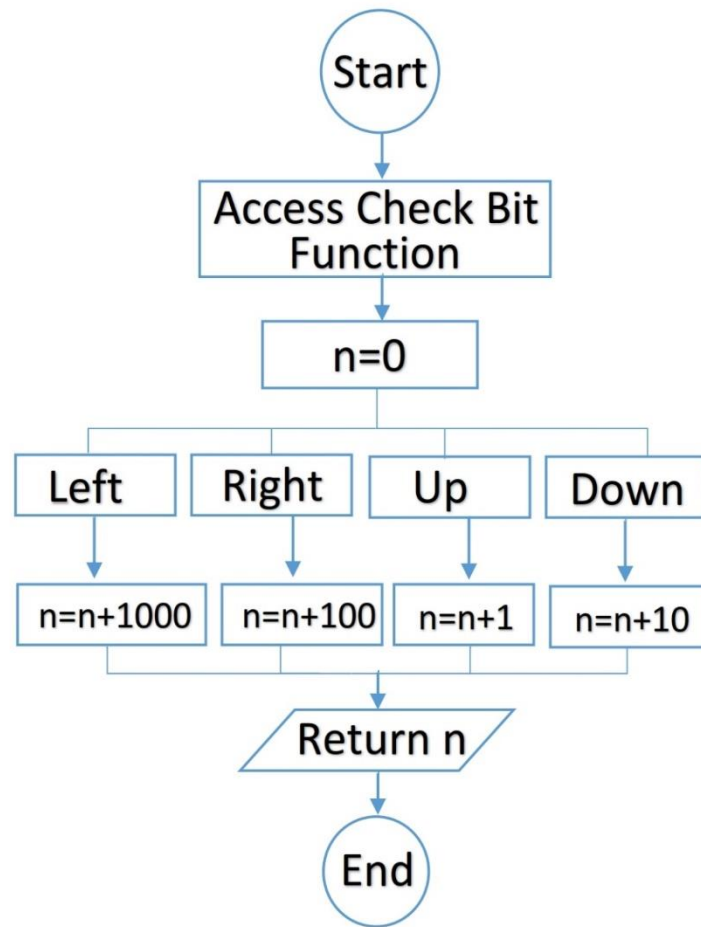 Start
Access Check Bit
Function
n=0
Left
Right
Up
Down
n=n+1000
n=n+100
n=n+1
n=n+10
Return n
End